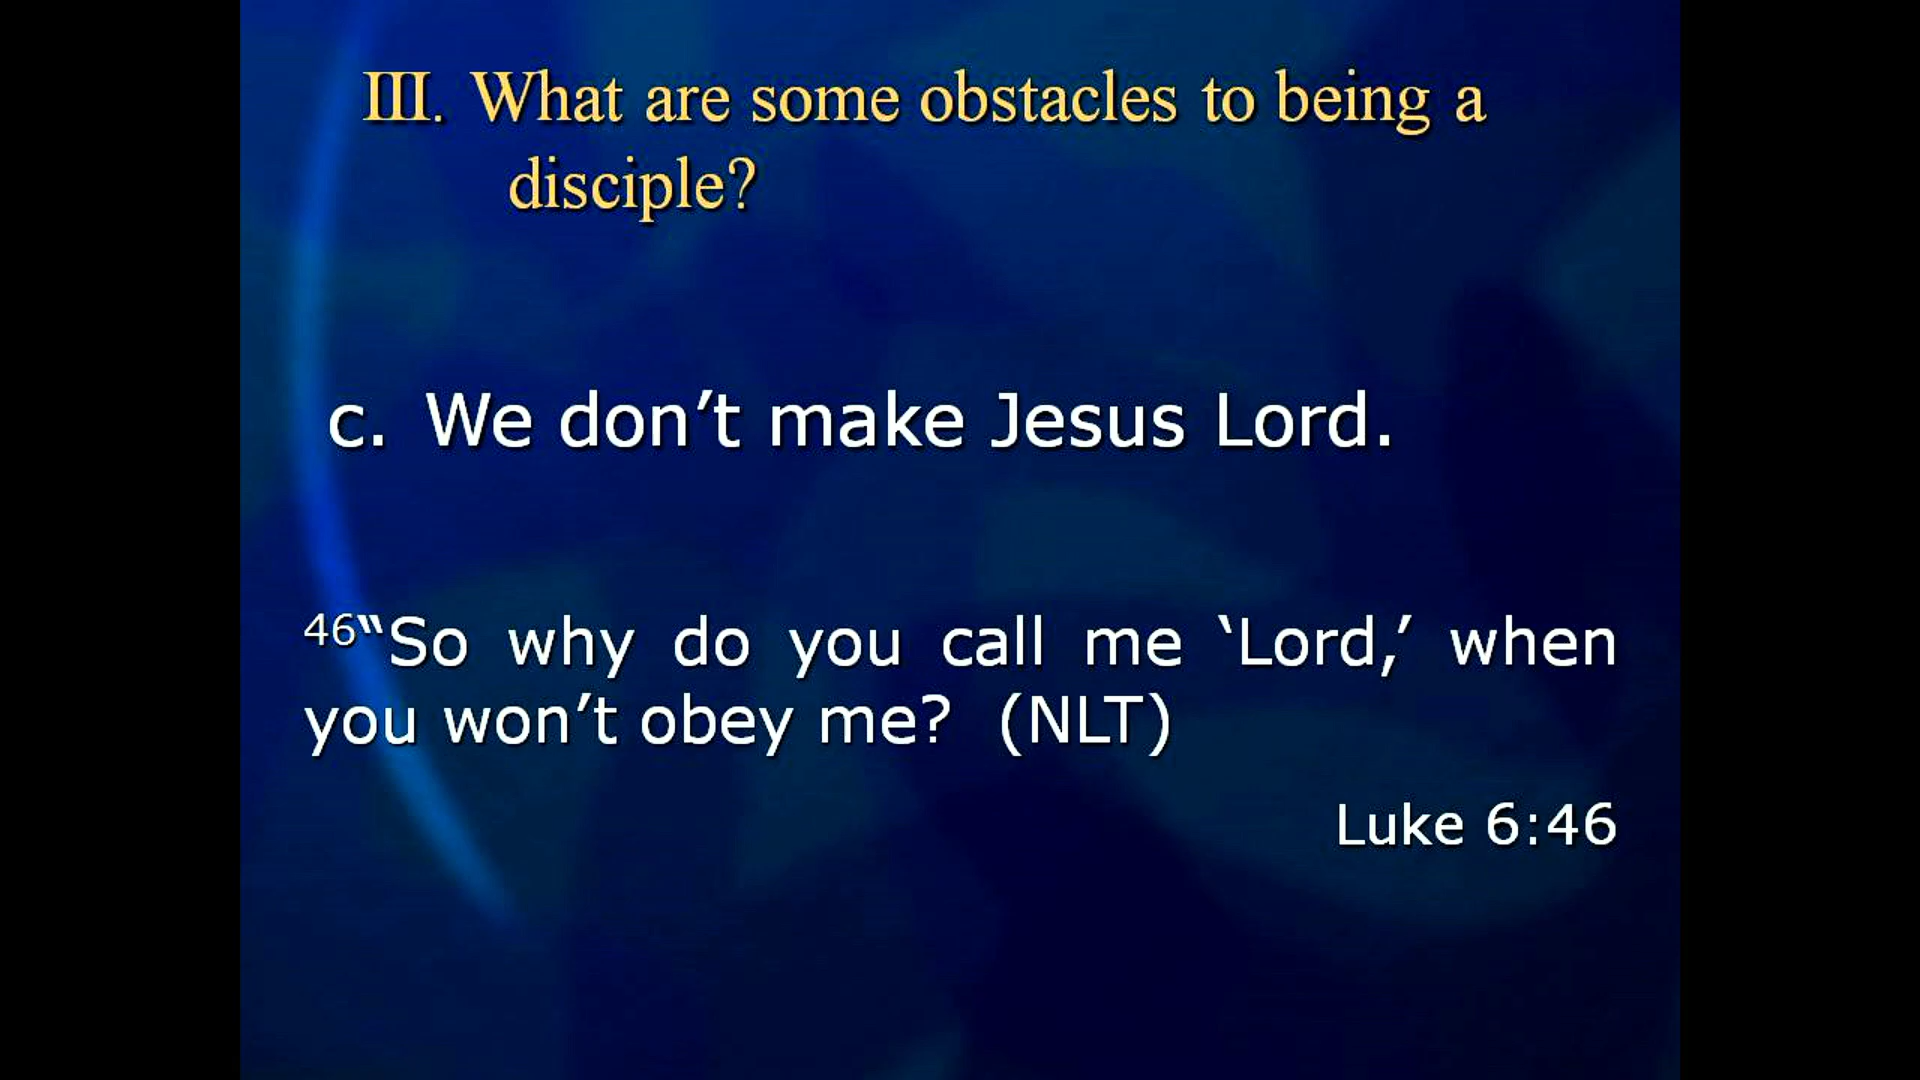 III. What are some obstacles to being a
disciple?
c. We don’t make Jesus Lord.
46“So why do you call me ‘Lord,’ when
you won’t obey me? (NLT)
Luke 6:46